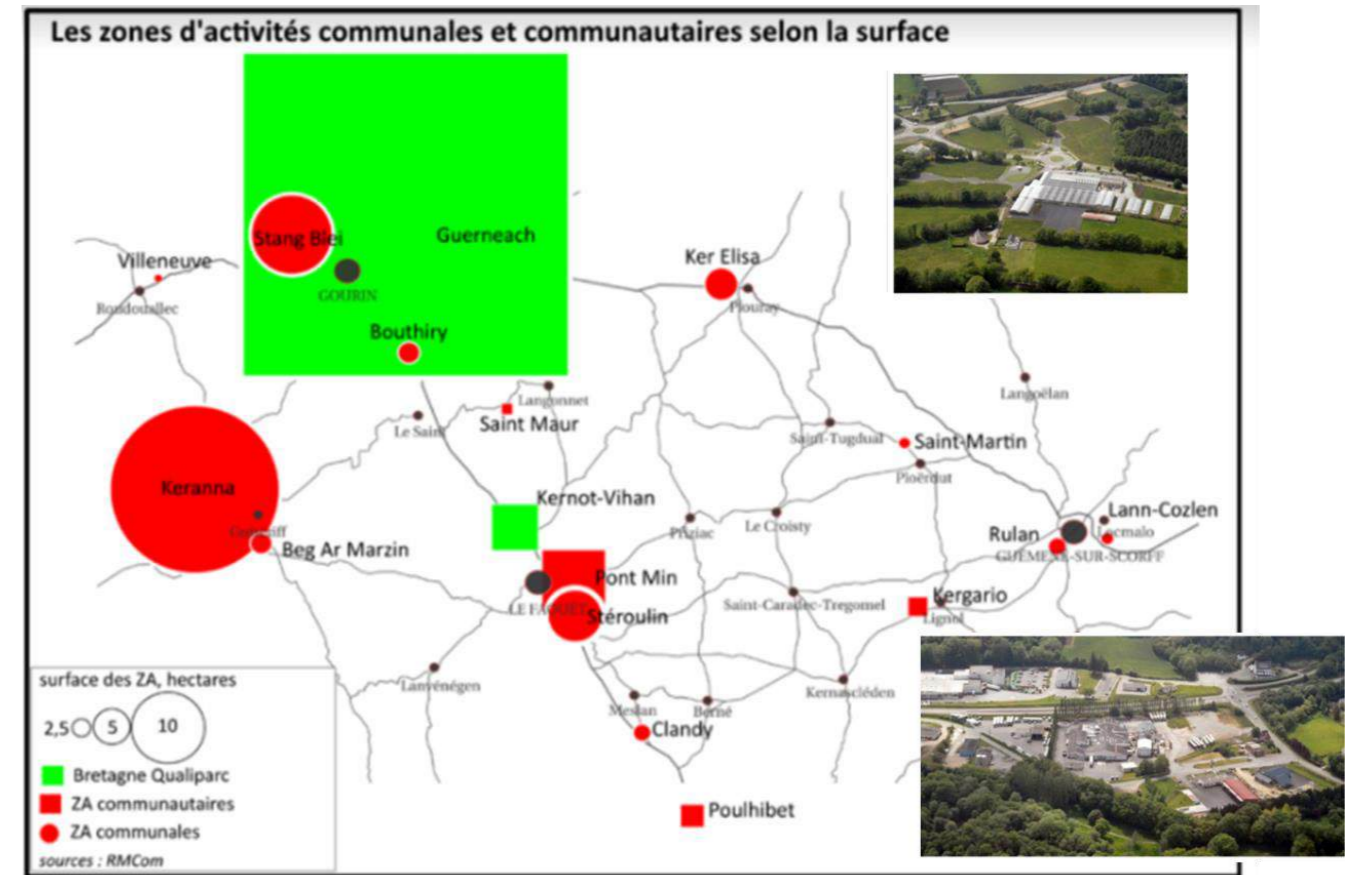 Les zones d'activités communales et communautaires selon la surface
Stang Blei
Guerneach
GOURIN
Bouthiry
Villeneuve
Roudouallec
Ker Elisa
Plouray
Langoëlan
Langonnet
Saint Maur
Le Saint
Saint-Tugdual
Saint-Martin
Ploërdut
Keranna
Beg Ar Marzin
Kernot-Vihan
Priziac
Le Croisty
Lann-Cozlen
Locmalo
Rulan
GUEMENE-SUR-SCORFF
Pont Min
LE FAOUET
Stéroulin
Saint-Caradec-Tregomel
Kergario
Lignol
Lanvénégen
Meslan
Berné
Kernascléden
Clandy
Poulhibet
surface des ZA, hectares
2,5 5 10
Bretagne Qualiparc
ZA communautaires
ZA communales
sources : RMCom